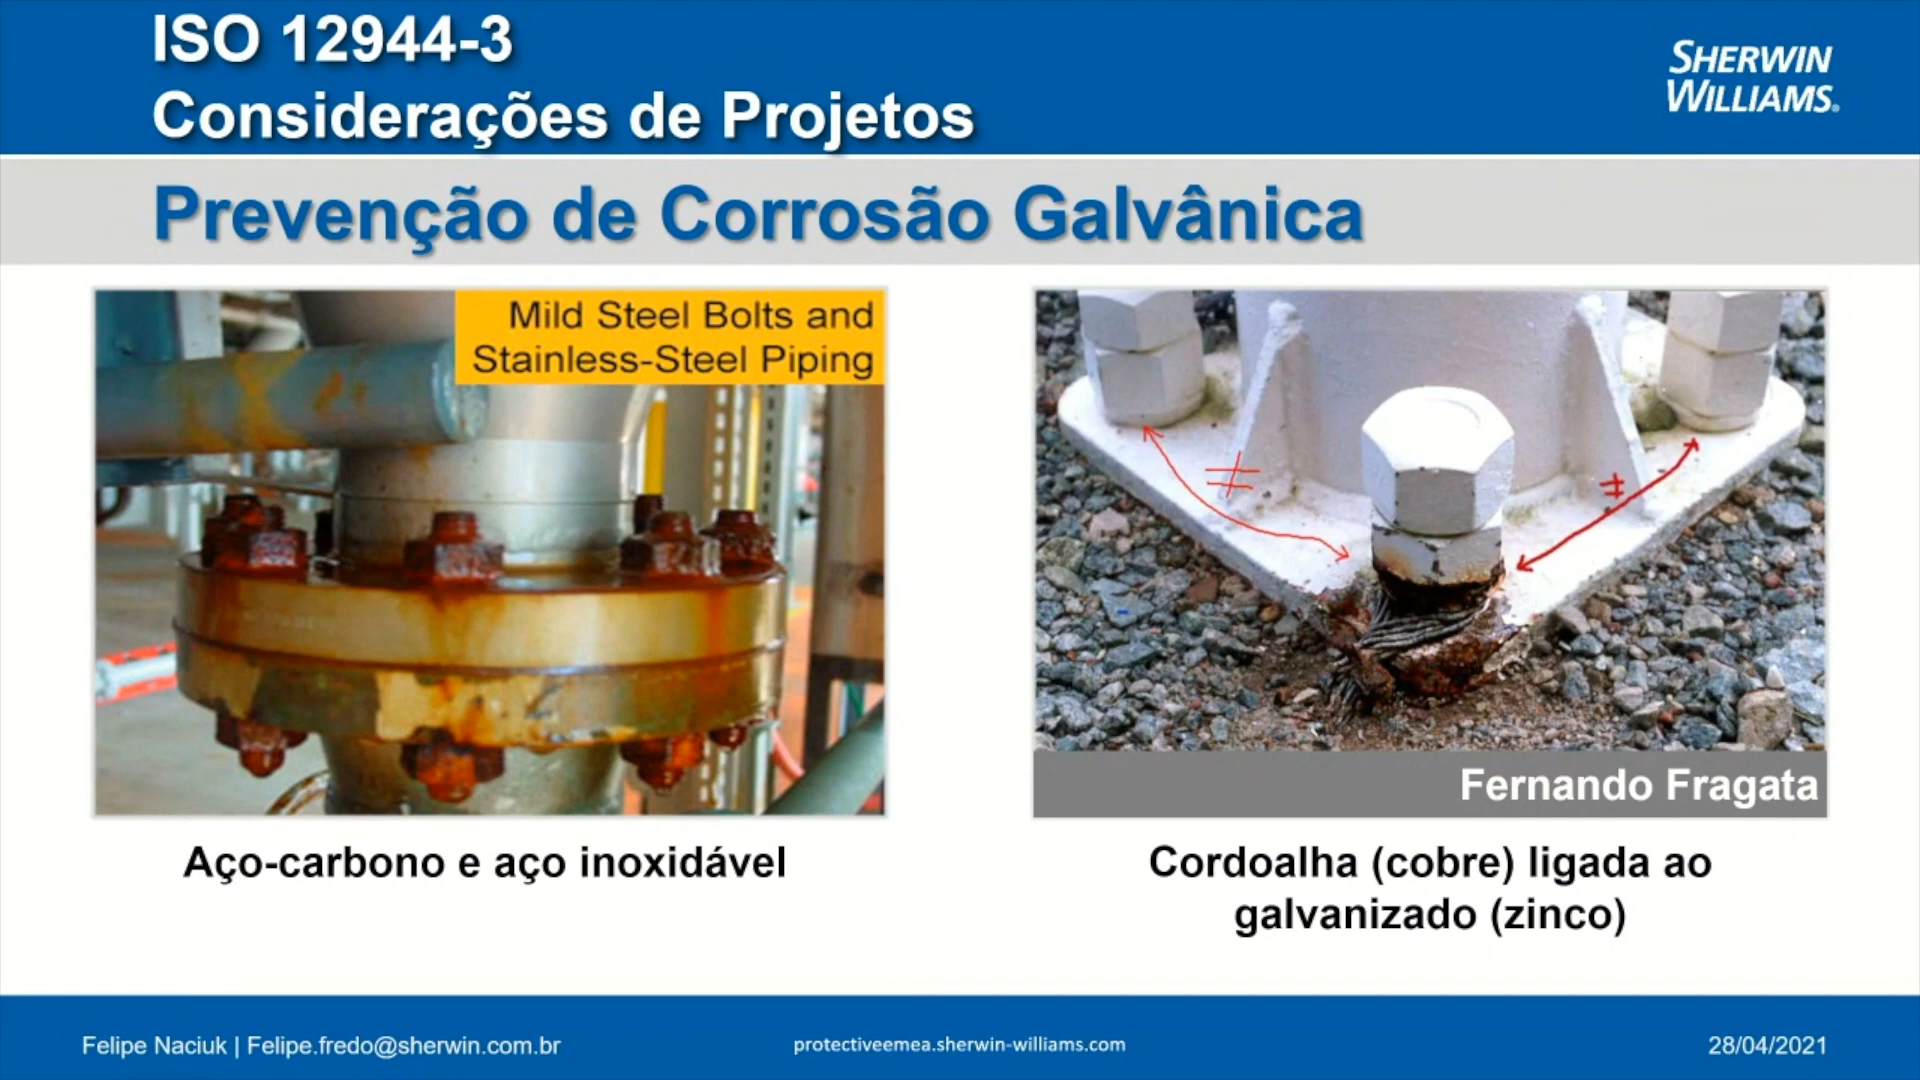 ISO 12944-3
Considerações de Projetos
SHERWIN
WILLIAMS®
Prevenção de Corrosão Galvânica
Mild Steel Bolts and
Stainless-Steel Piping
Fernando Fragata
Aço-carbono e aço inoxidável
Cordoalha (cobre) ligada ao
galvanizado (zinco)
Felipe Naciuk | Felipe.fredo@sherwin.com.br
protectiveemea.sherwin-williams.com
28/04/2021